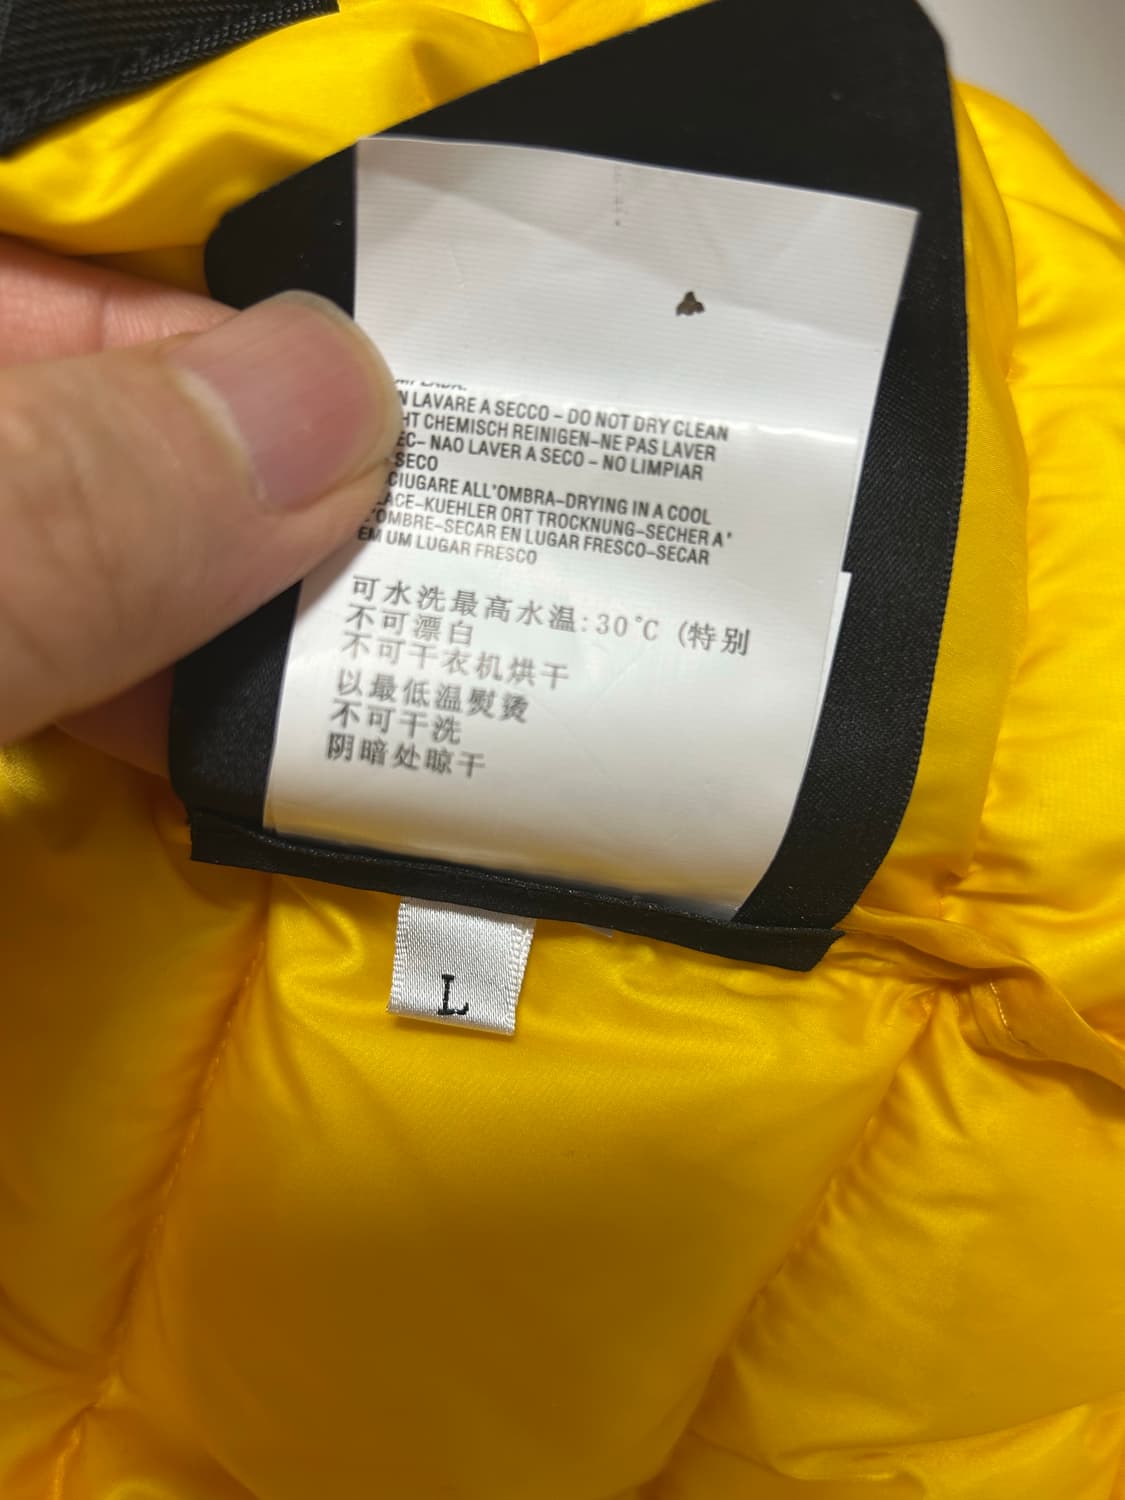 LAVARE A SECCO – DO NOT DRY CLEAN
CHEMISCH REINIGEN–NE PAS LAVER
NAO LAVER A SECO – NO LIMPIAR
SECO
ALL'OMBRA–DRYING IN A COOL
KUEHLER ORT TROCKNUNG–SECHER A'
L'OMBRE–SECAR EN LUGAR FRESCO–SECAR
EM UM LUGAR FRESCO
可水洗最高水温:30°C (特别
不可漂白
不可干衣机烘干
以最低温熨烫
不可干洗
阴暗处晾干
L